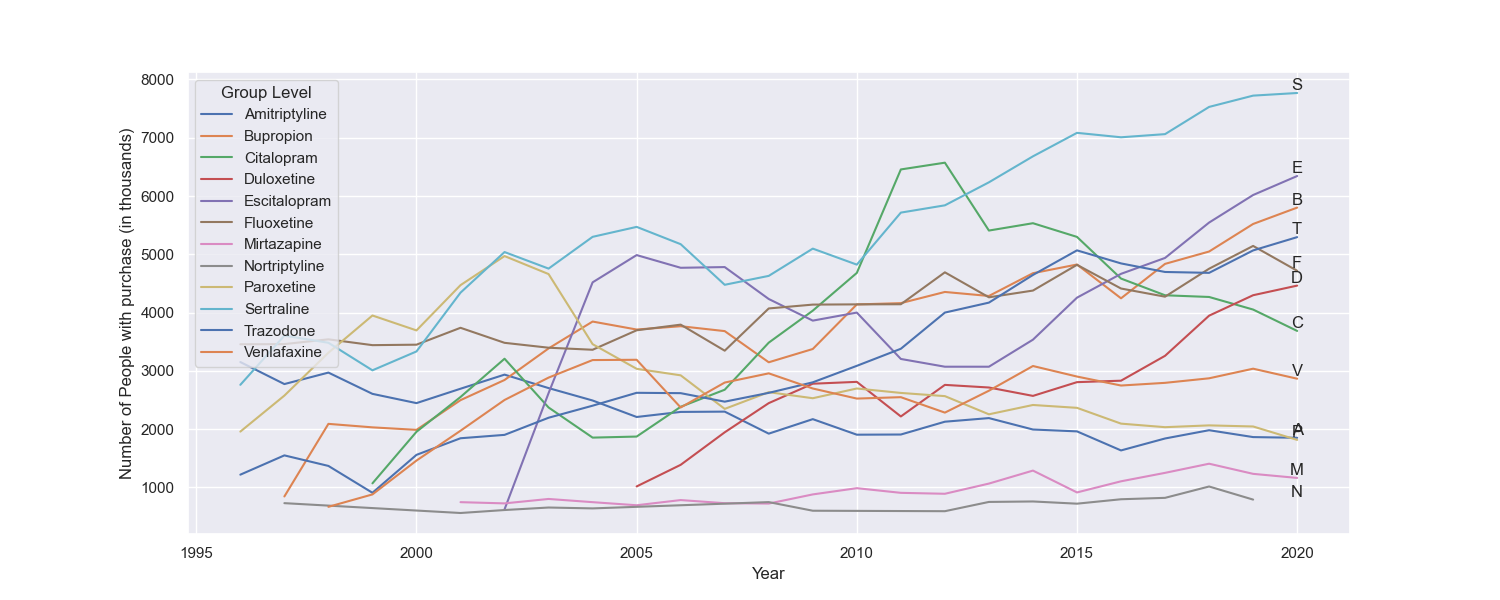 8000
7000
6000
5000
4000
3000
2000
1000
Number of People with purchase (in thousands)
Group Level
Amitriptyline
Bupropion
Citalopram
Duloxetine
Escitalopram
Fluoxetine
Mirtazapine
Nortriptyline
Paroxetine
Sertraline
Trazodone
Venlafaxine
S
E
B
T
F
D
C
V
A
P
M
N
1995 2000 2005 2010 2015 2020
Year